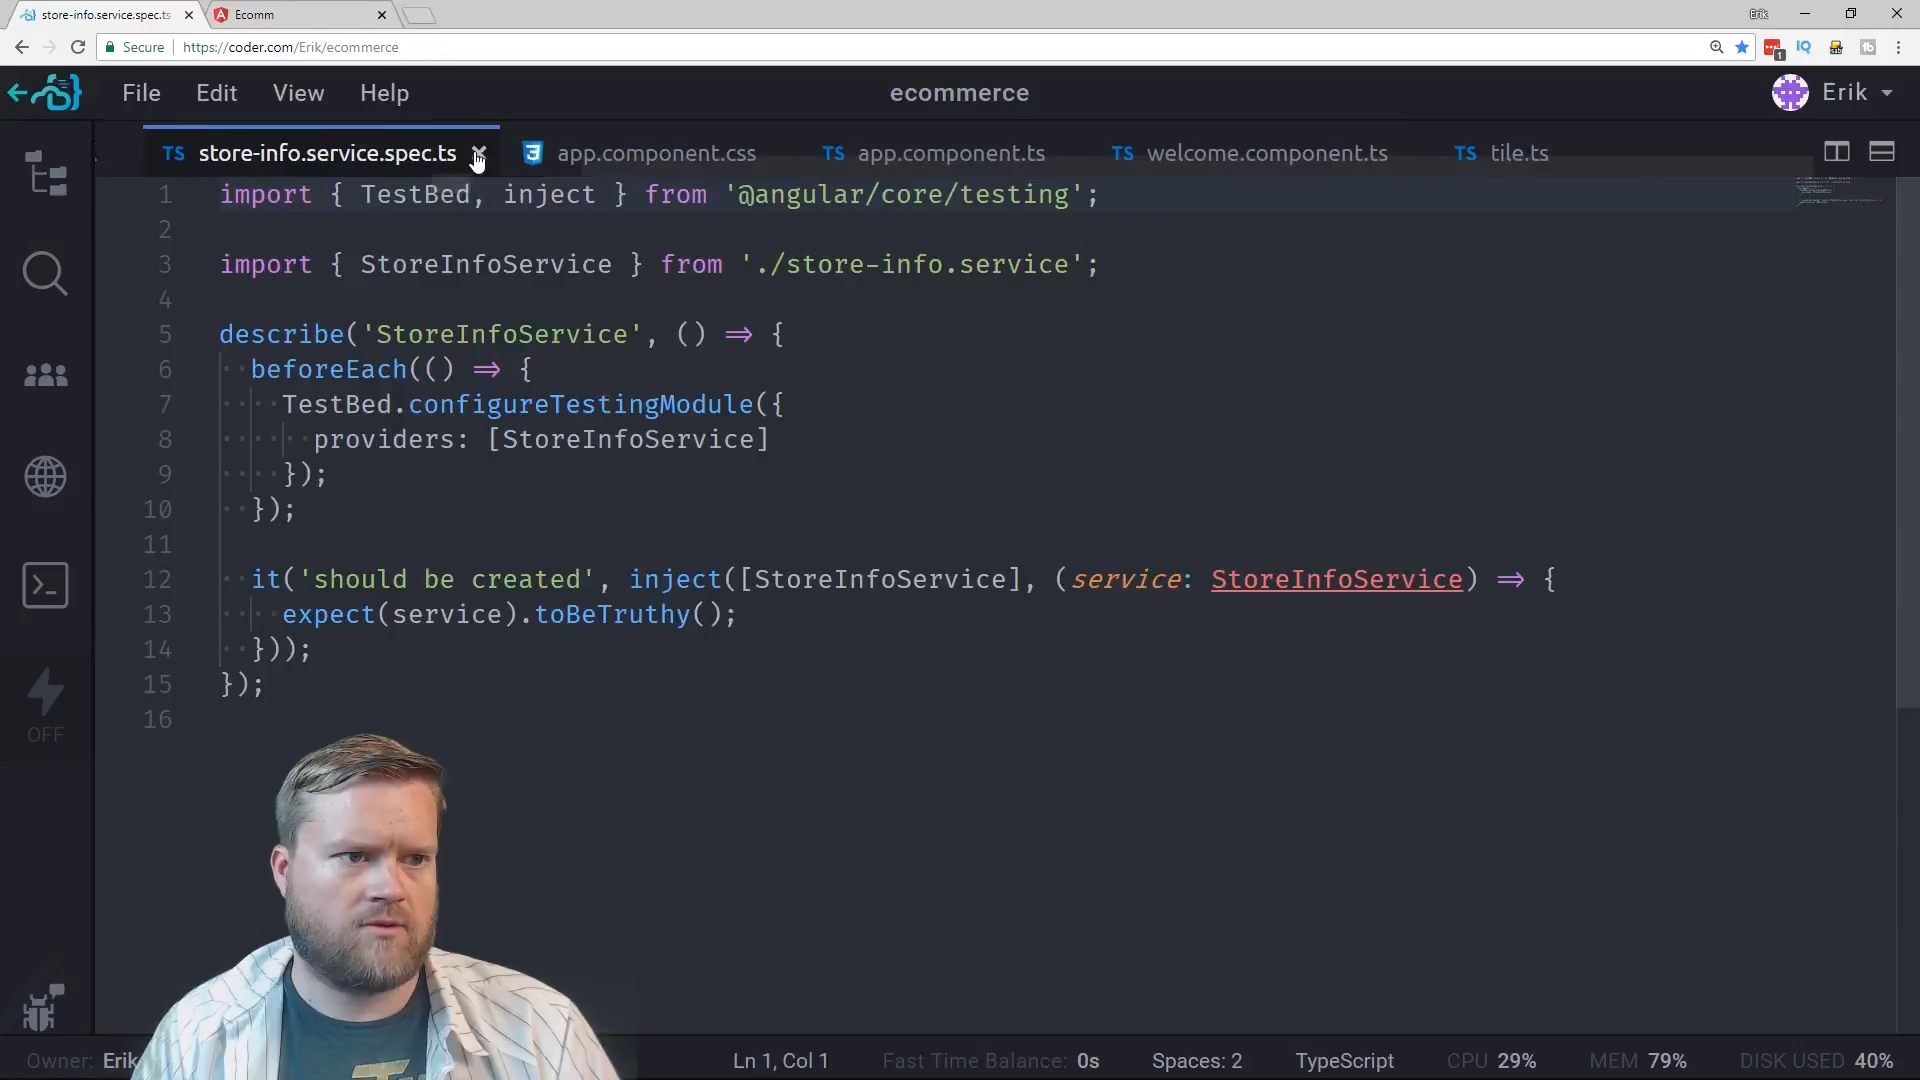 store-info.service.spec.ts
Ecomm
Erik
Secure
https://coder.com/Erik/ecommerce
File Edit View Help
ecommerce
Erik
TS store-info.service.spec.ts
app.component.css
TS app.component.ts
TS welcome.component.ts
TS tile.ts
1 import { TestBed, inject } from '@angular/core/testing';
2
3 import { StoreInfoService } from './store-info.service';
4
5 describe('StoreInfoService', () ⇒ {
6 beforeEach(() ⇒ {
7 TestBed.configureTestingModule({
8 providers: [StoreInfoService]
9 });
10 });
11
12 it('should be created', inject([StoreInfoService], (service: StoreInfoService) ⇒ {
13 expect(service).toBeTruthy();
14 }));
15 });
16
OFF
Owner: Erik
Ln 1, Col 1
Fast Time Balance: 0s
Spaces: 2
TypeScript
CPU 29%
MEM 79%
DISK USED 40%